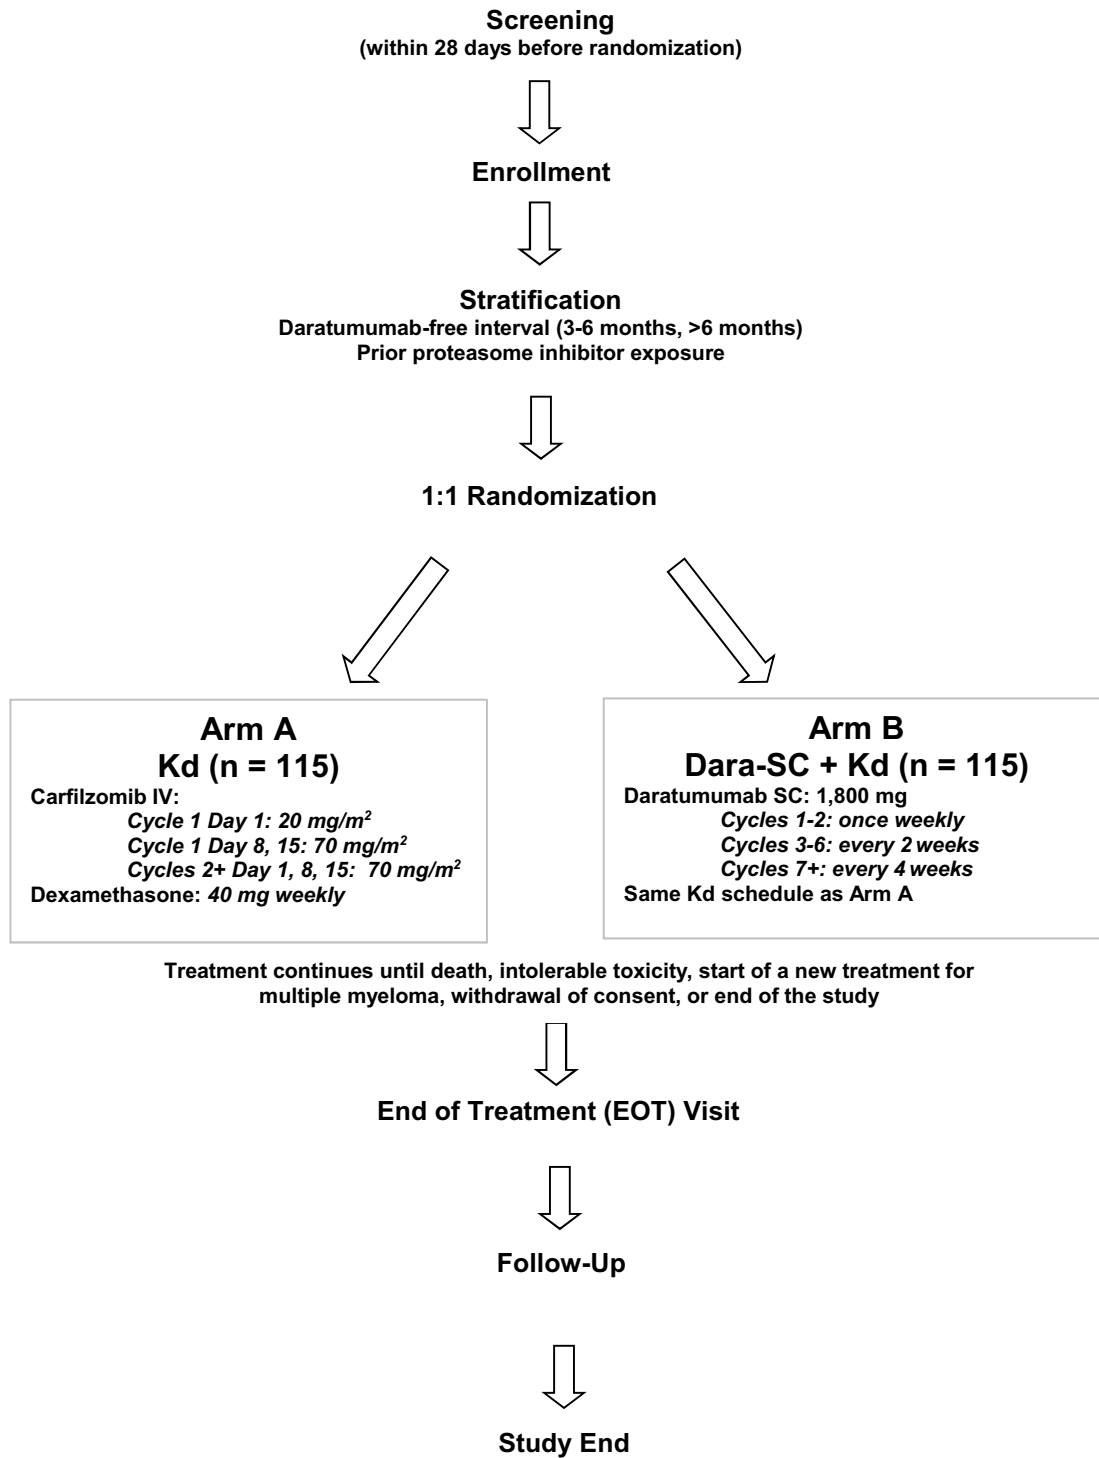 Screening
(within 28 days before randomization)
Enrollment
Stratification
Daratumumab-free interval (3-6 months, >6 months)
Prior proteasome inhibitor exposure
1:1 Randomization
Arm A
Kd (n = 115)
Carfilzomib IV:
Cycle 1 Day 1: 20 mg/m²
Cycle 1 Day 8, 15: 70 mg/m²
Cycles 2+ Day 1, 8, 15: 70 mg/m²
Dexamethasone: 40 mg weekly
Arm B
Dara-SC + Kd (n = 115)
Daratumumab SC: 1,800 mg
Cycles 1-2: once weekly
Cycles 3-6: every 2 weeks
Cycles 7+: every 4 weeks
Same Kd schedule as Arm A
Treatment continues until death, intolerable toxicity, start of a new treatment for
multiple myeloma, withdrawal of consent, or end of the study
End of Treatment (EOT) Visit
Follow-Up
Study End